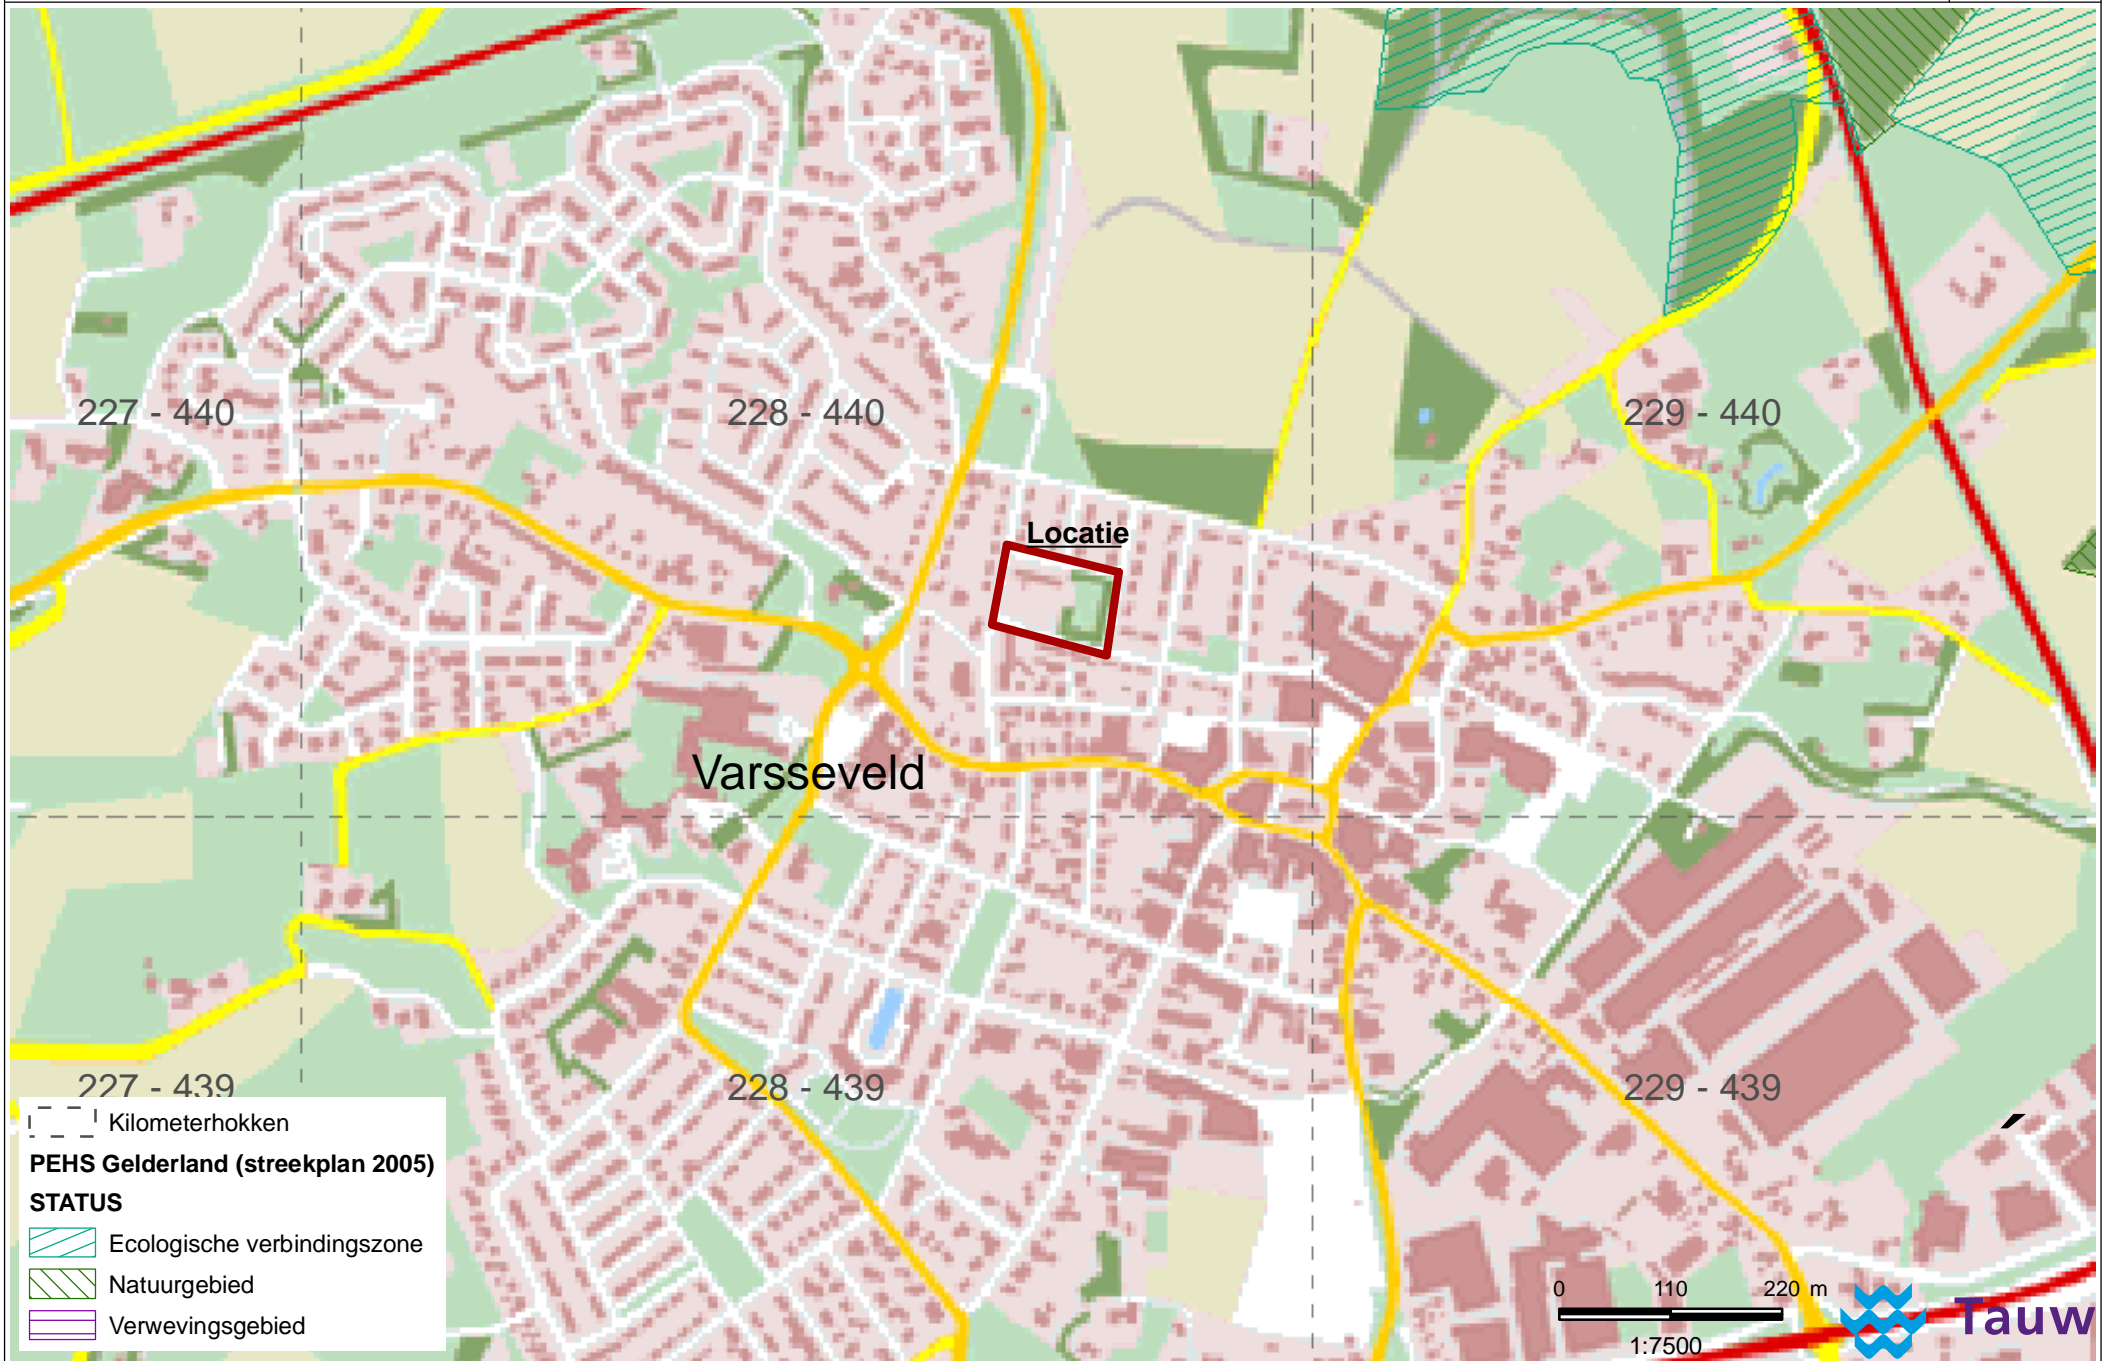 227 - 440
228 - 440
229 - 440
Locatie
Varsseveld
227 - 439
228 - 439
229 - 439
Kilometerhokken
PEHS Gelderland (streekplan 2005)
STATUS
Ecologische verbindingszone
Natuurgebied
Verwevingsgebied
0 110 220 m
1:7500
Tauw